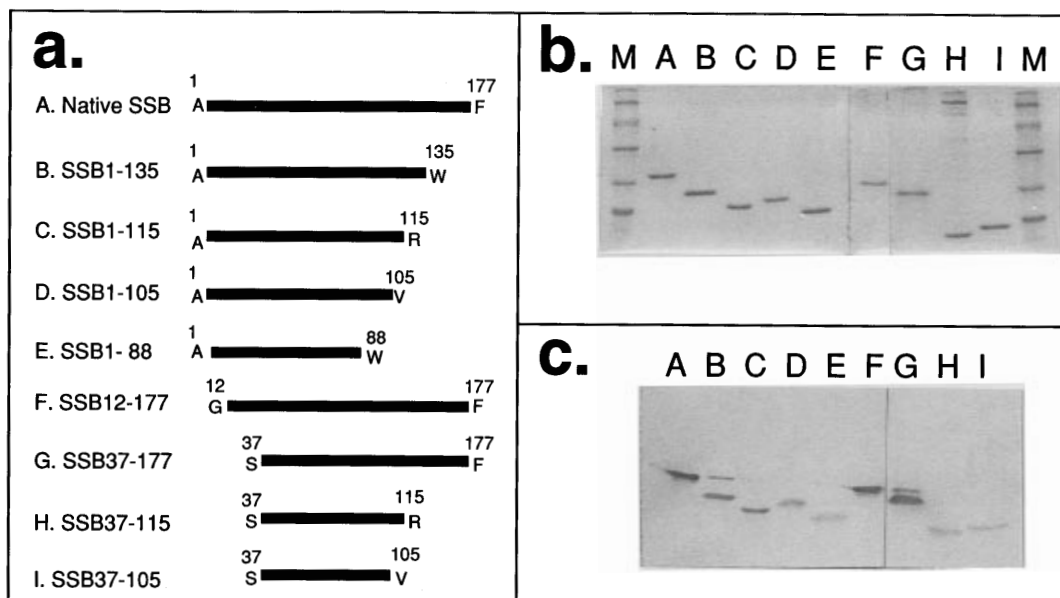 a.
1
177
A. Native SSB
A
F
1
135
B. SSB1-135
A
W
1
115
C. SSB1-115
A
R
1
105
D. SSB1-105
A
V
1
88
E. SSB1- 88
A
W
12
177
F. SSB12-177
G
F
37
177
G. SSB37-177
S
F
37
115
H. SSB37-115
S
R
37
105
I. SSB37-105
S
V
b.
M A B C D E F G H I M
c.
A B C D E F G H I